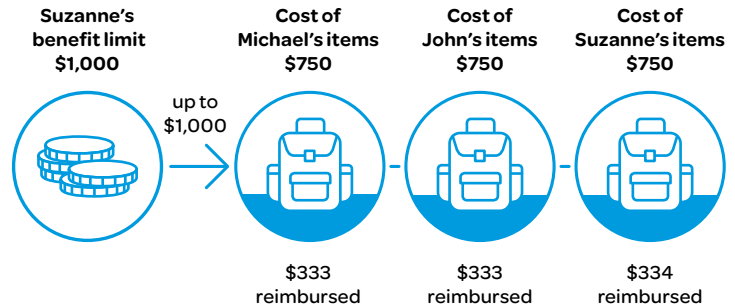 Suzanne’s
benefit limit
$1,000
Cost of
Michael’s items
$750
Cost of
John’s items
$750
Cost of
Suzanne’s items
$750
up to
$1,000
$333
reimbursed
$333
reimbursed
$334
reimbursed